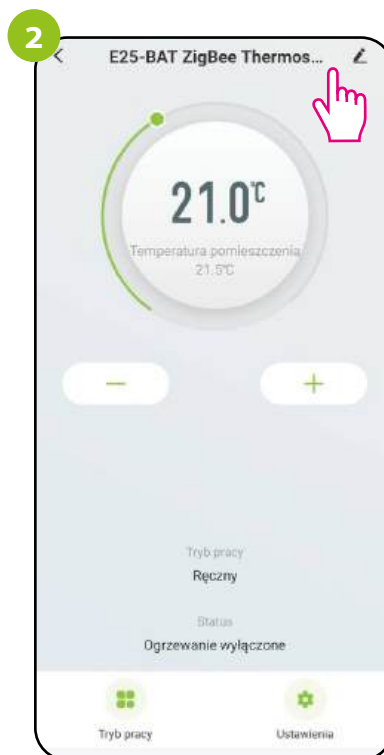 2
E25-BAT ZigBee Thermos...
21.0°C
Temperatura pomieszczenia
21.5°C
Tryb pracy
Ręczny
Status
Ogrzewanie wyłączone
Tryb pracy
Ustawienia